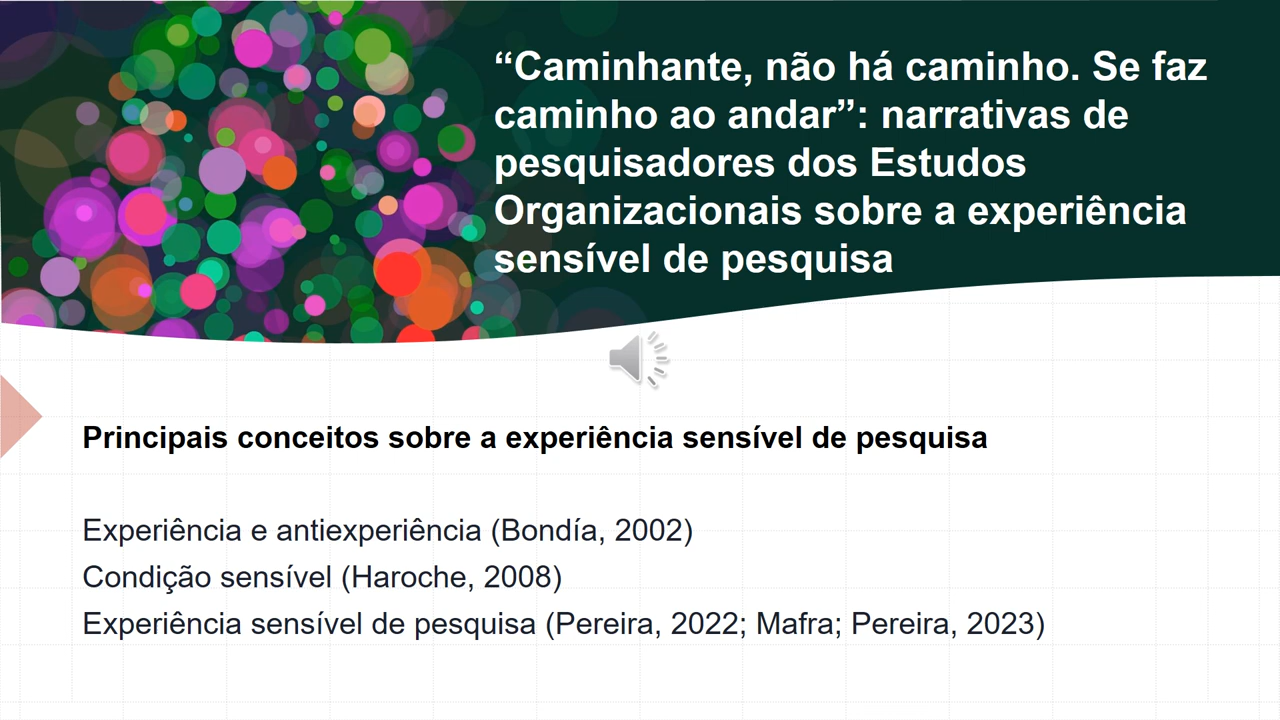 “Caminhante, não há caminho. Se faz
caminho ao andar”: narrativas de
pesquisadores dos Estudos
Organizacionais sobre a experiência
sensível de pesquisa
Principais conceitos sobre a experiência sensível de pesquisa
Experiência e antiexperiência (Bondía, 2002)
Condição sensível (Haroche, 2008)
Experiência sensível de pesquisa (Pereira, 2022; Mafra; Pereira, 2023)